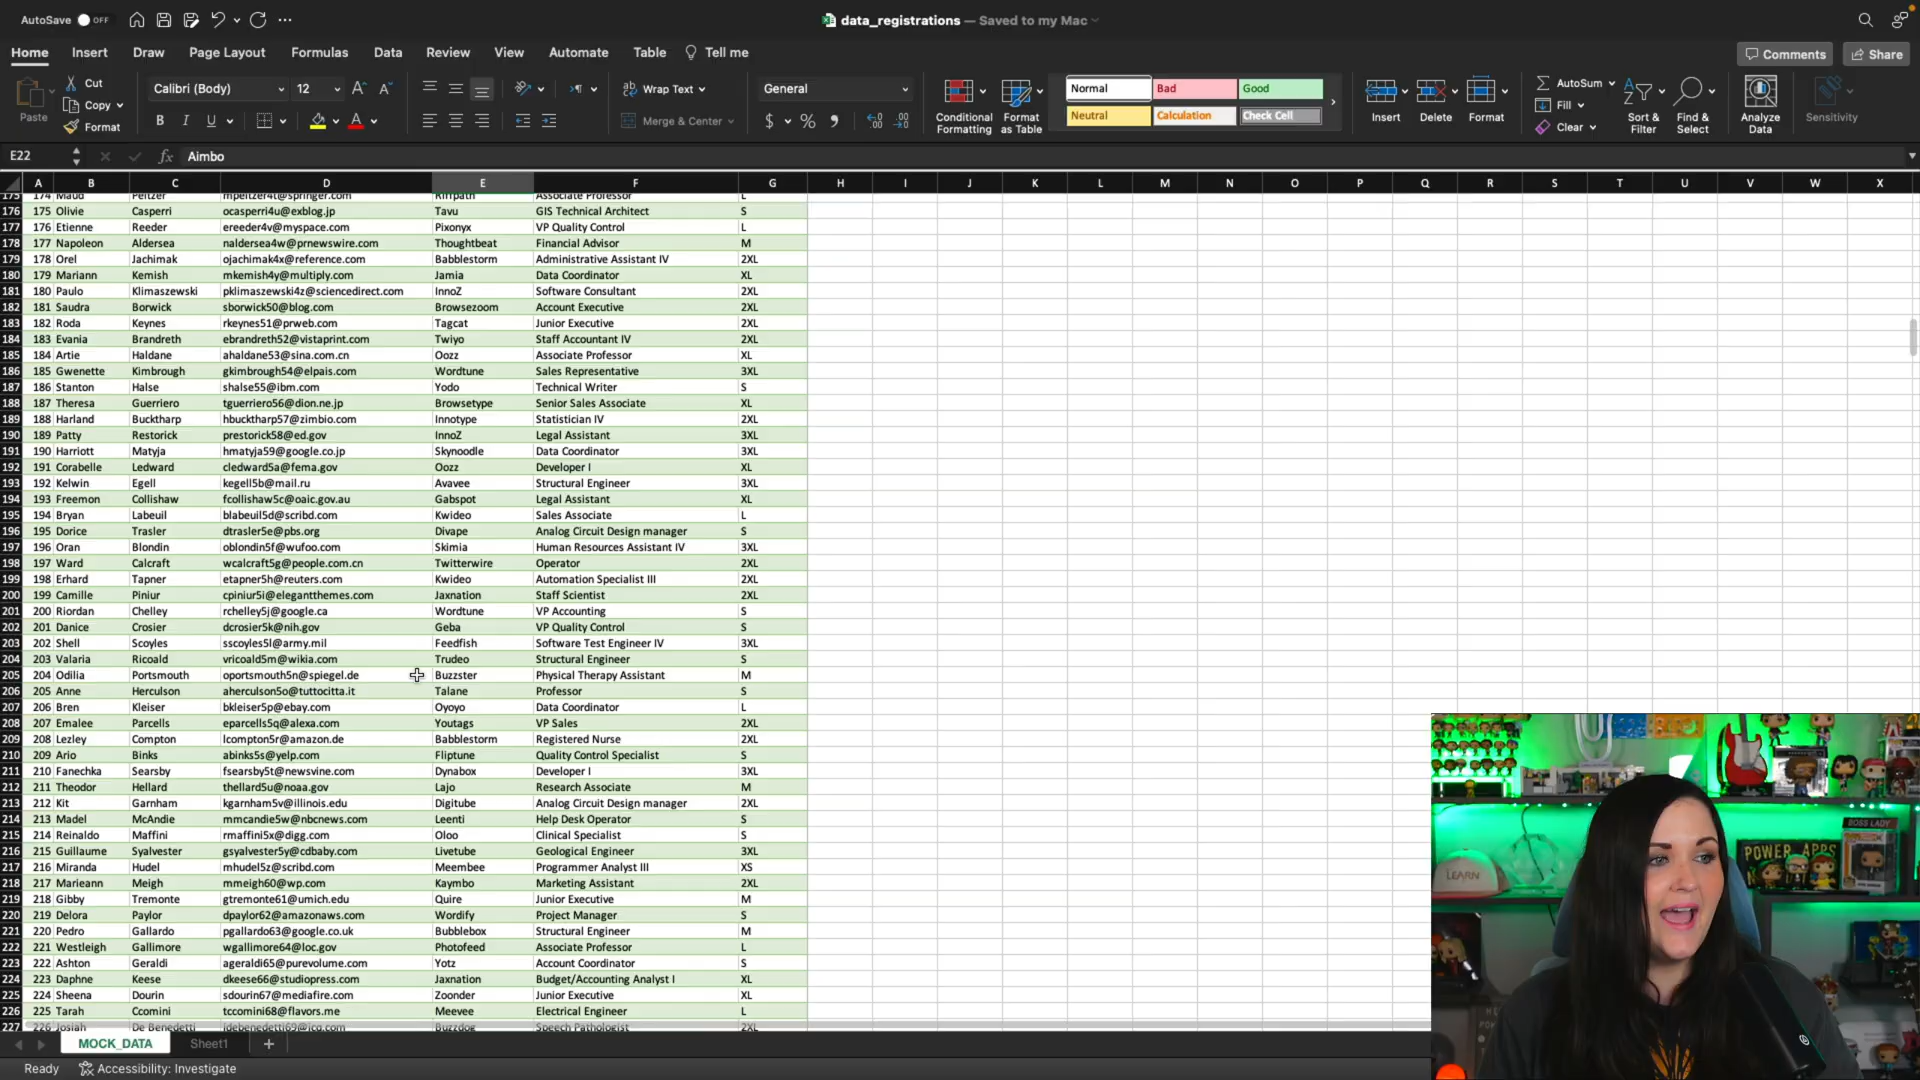 AutoSave OFF
data_registrations — Saved to my Mac
Home Insert Draw Page Layout Formulas Data Review View Automate Table Tell me
Comments Share
Paste Cut Copy Format
Calibri (Body) 12
B I U
Wrap Text
Merge & Center
General
$ % 9
Conditional Formatting
Format as Table
Normal Bad Good
Neutral Calculation Check Cell
Insert Delete Format
AutoSum Fill Clear
Sort & Filter
Find & Select
Analyze Data
Sensitivity
E22 fx Aimbo
A B C D E F G H I J K L M N O P Q R S T U V W X
175 174 Maud Peltzer mpeltzer4t@springer.com Riffpath Associate Professor L
176 175 Olivie Casperri ocasperri4u@exblog.jp Tavu GIS Technical Architect S
177 176 Etienne Reeder ereeder4v@myspace.com Pixonyx VP Quality Control L
178 177 Napoleon Aldersea naldersea4w@prnewswire.com Thoughtbeat Financial Advisor M
179 178 Orel Jachimak ojachimak4x@reference.com Babblestorm Administrative Assistant IV 2XL
180 179 Mariann Kemish mkemish4y@multiply.com Jamia Data Coordinator XL
181 180 Paulo Klimaszewski pklimaszewski4z@sciencedirect.com InnoZ Software Consultant 2XL
182 181 Saudra Borwick sborwick50@blog.com Browsezoom Account Executive 2XL
183 182 Roda Keynes rkeynes51@prweb.com Tagcat Junior Executive 2XL
184 183 Evania Brandreth ebrandreth52@vistaprint.com Twiyo Staff Accountant IV 2XL
185 184 Artie Haldane ahaldane53@sina.com.cn Oozz Associate Professor XL
186 185 Gwenette Kimbrough gkimbrough54@elpais.com Wordtune Sales Representative 3XL
187 186 Stanton Halse shalse55@ibm.com Yodo Technical Writer S
188 187 Theresa Guerriero tguerriero56@dion.ne.jp Browsetype Senior Sales Associate XL
189 188 Harland Bucktharp hbucktharp57@zimbio.com Innotype Statistician IV 2XL
190 189 Patty Restorick prestorick58@ed.gov InnoZ Legal Assistant 3XL
191 190 Harriott Matyja hmatyja59@google.co.jp Skynoodle Data Coordinator 3XL
192 191 Corabelle Ledward cledward5a@fema.gov Oozz Developer I XL
193 192 Kelwin Egell kegell5b@mail.ru Avavee Structural Engineer 3XL
194 193 Freemon Collishaw fcollishaw5c@oaic.gov.au Gabspot Legal Assistant XL
195 194 Bryan Labeuil blabeuil5d@scribd.com Kwideo Sales Associate L
196 195 Dorice Trasler dtrasler5e@pbs.org Divape Analog Circuit Design manager S
197 196 Oran Blondin oblondin5f@wufoo.com Skimia Human Resources Assistant IV 3XL
198 197 Ward Calcraft wcalcraft5g@people.com.cn Twitterwire Operator 2XL
199 198 Erhard Tapner etapner5h@reuters.com Kwideo Automation Specialist III 2XL
200 199 Camille Piniur cpiniur5i@elegantthemes.com Jaxnation Staff Scientist 2XL
201 200 Riordan Chelley rchelley5j@google.ca Wordtune VP Accounting S
202 201 Danice Crosier dcrosier5k@nih.gov Geba VP Quality Control S
203 202 Shell Scoyles sscoyles5l@army.mil Feedfish Software Test Engineer IV 3XL
204 203 Valaria Ricoald vricoald5m@wikia.com Trudeo Structural Engineer S
205 204 Odilia Portsmouth oportsmouth5n@spiegel.de Buzzster Physical Therapy Assistant M
206 205 Anne Herculson aherculson5o@tuttocitta.it Talane Professor S
207 206 Bren Kleiser bkleiser5p@ebay.com Oyoyo Data Coordinator L
208 207 Emalee Parcells eparcells5q@alexa.com Youtags VP Sales 2XL
209 208 Lezley Compton lcompton5r@amazon.de Babblestorm Registered Nurse 2XL
210 209 Ario Binks abinks5s@yelp.com Fliptune Quality Control Specialist S
211 210 Fanechka Searsby fsearsby5t@newsvine.com Dynabox Developer I 3XL
212 211 Theodor Hellard thellard5u@noaa.gov Lajo Research Associate M
213 212 Kit Garnham kgarnham5v@illinois.edu Digitube Analog Circuit Design manager 2XL
214 213 Madel McAndie mmcandie5w@nbcnews.com Leenti Help Desk Operator S
215 214 Reinaldo Maffini rmaffini5x@digg.com Oloo Clinical Specialist S
216 215 Guillaume Syalvester gsyalvester5y@cdbaby.com Livetube Geological Engineer 3XL
217 216 Miranda Hudel mhudel5z@scribd.com Meembee Programmer Analyst III XS
218 217 Marieann Meigh mmeigh60@wp.com Kaymbo Marketing Assistant 2XL
219 218 Gibby Tremonte gtremonte61@umich.edu Quire Junior Executive M
220 219 Delora Paylor dpaylor62@amazonaws.com Wordify Project Manager S
221 220 Pedro Gallardo pgallardo63@google.co.uk Bubblebox Structural Engineer M
222 221 Westleigh Gallimore wgallimore64@loc.gov Photofeed Associate Professor L
223 222 Ashton Geraldi ageraldi65@purevolume.com Yotz Account Coordinator S
224 223 Daphne Keese dkeese66@studiopress.com Jaxnation Budget/Accounting Analyst I XL
225 224 Sheena Dourin sdourin67@mediafire.com Zoonder Junior Executive XL
226 225 Tarah Ccomini tccomini68@flavors.me Meevee Electrical Engineer L
227 226 Josiah De Benedetti jdebenedetti69@icq.com Buzzdog Speech Pathologist 2XL
BOSS LADY
POWER APPS
LEARN
MOCK_DATA Sheet1 +
Ready Accessibility: Investigate